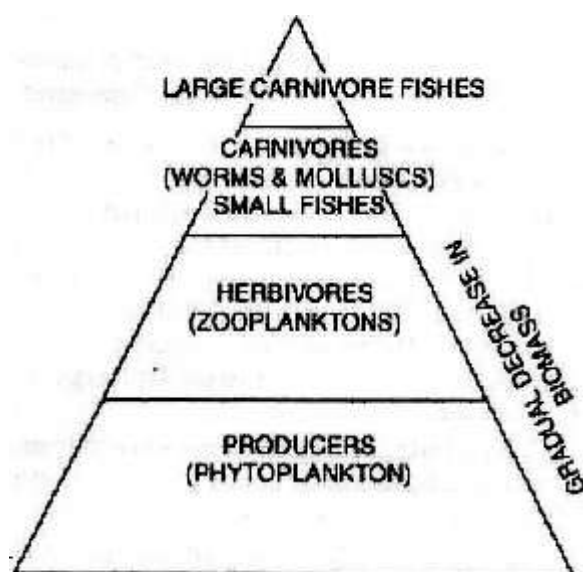 LARGE CARNIVORE FISHES
CARNIVORES
(WORMS & MOLLUSCS)
SMALL FISHES
HERBIVORES
(ZOOPLANKTONS)
PRODUCERS
(PHYTOPLANKTON)
GRADUAL DECREASE IN
BIOMASS